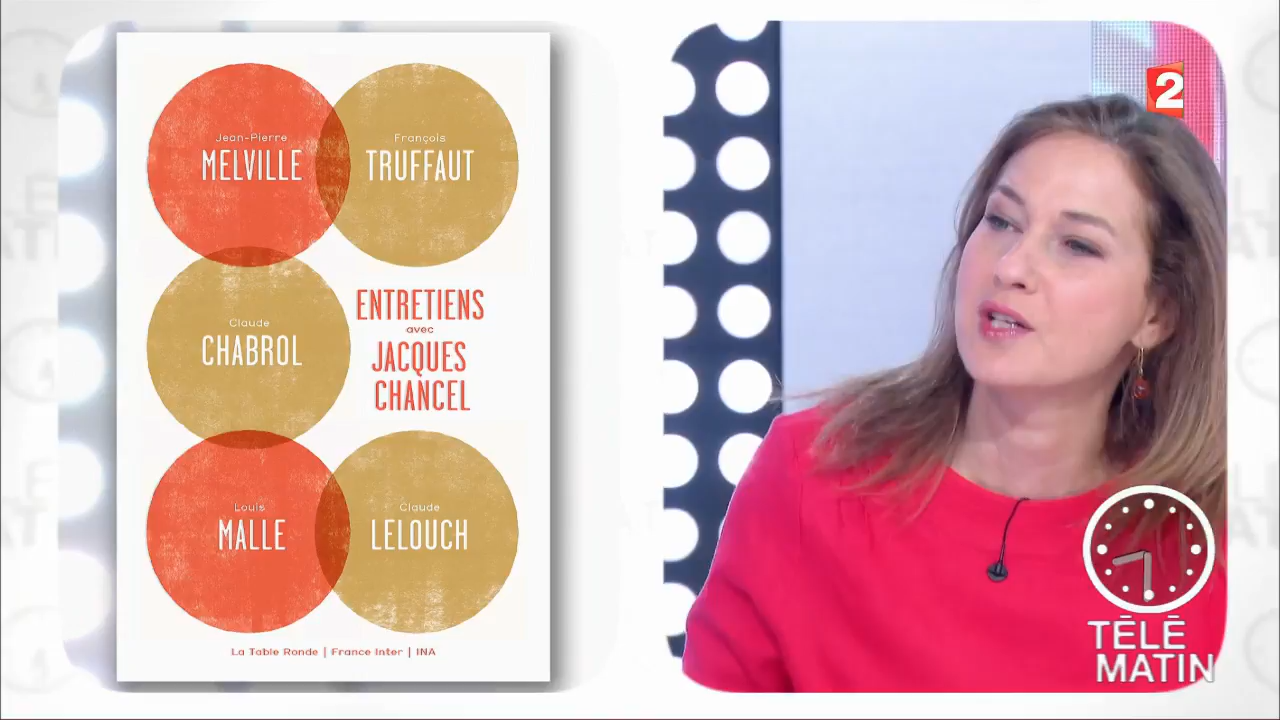 Jean-Pierre
MELVILLE
François
TRUFFAUT
Claude
CHABROL
ENTRETIENS
avec
JACQUES
CHANCEL
Louis
MALLE
Claude
LELOUCH
La Table Ronde | France Inter | INA
2
TÉLÉ
MATIN